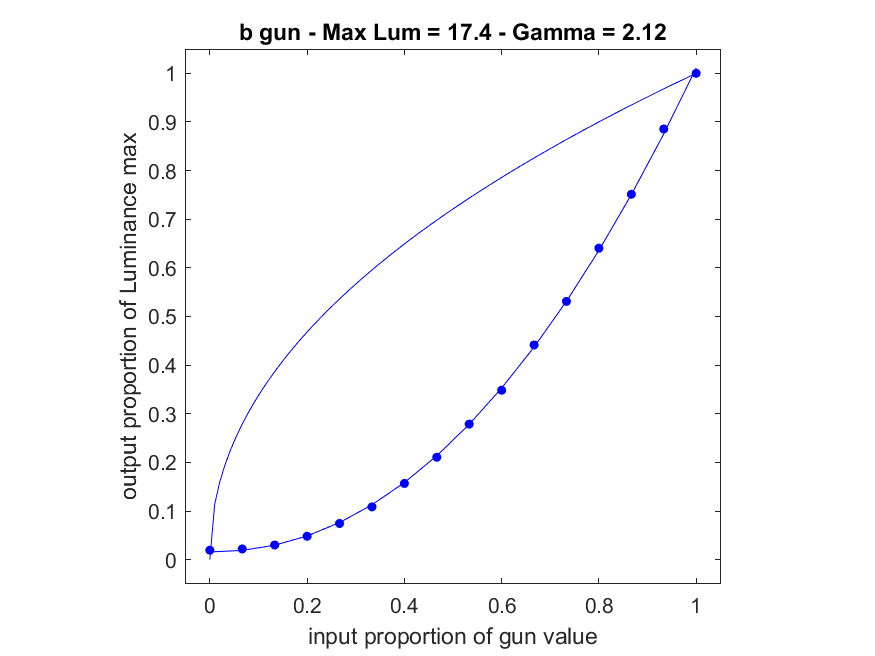 b gun - Max Lum = 17.4 - Gamma = 2.12
output proportion of Luminance max
1
0.9
0.8
0.7
0.6
0.5
0.4
0.3
0.2
0.1
0
0 0.2 0.4 0.6 0.8 1
input proportion of gun value